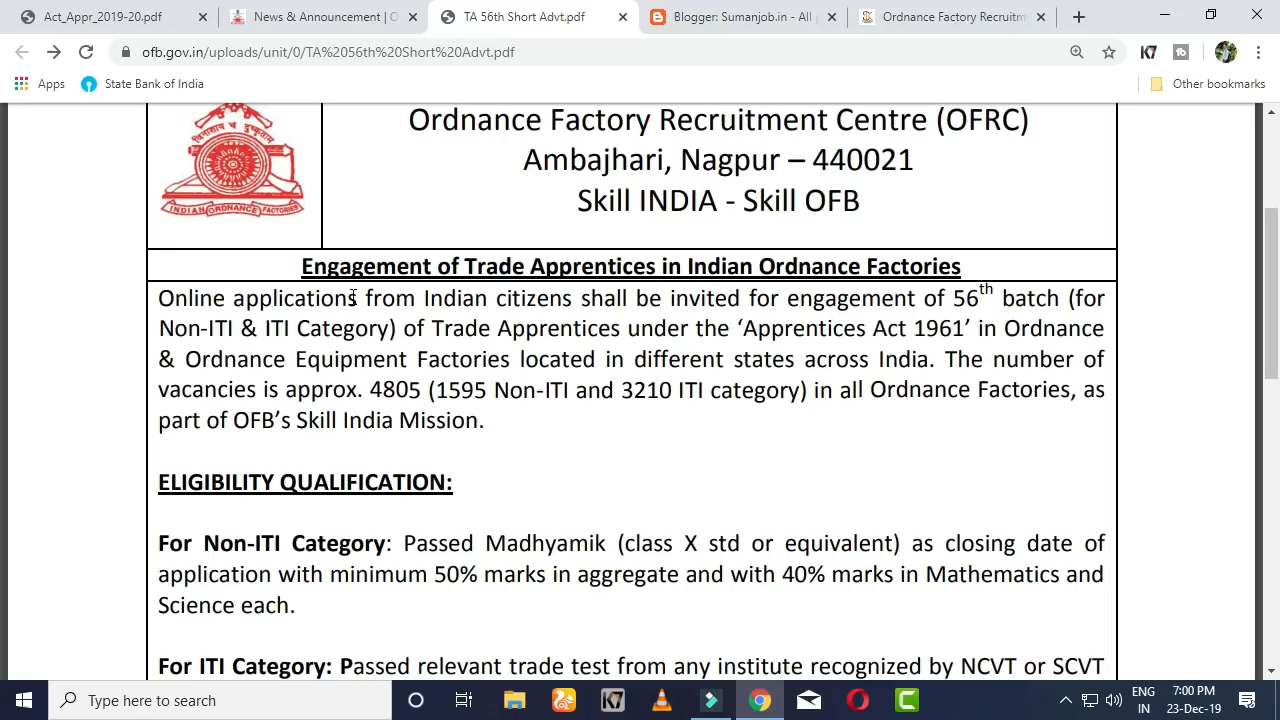 Act_Appr_2019-20.pdf
News & Announcement | O
TA 56th Short Advt.pdf
Blogger: Sumanjob.in - All p
Ordnance Factory Recruitm
ofb.gov.in/uploads/unit/0/TA%2056th%20Short%20Advt.pdf
K7
Apps
State Bank of India
Other bookmarks
Ordnance Factory Recruitment Centre (OFRC)
Ambajhari, Nagpur – 440021
Skill INDIA - Skill OFB
INDIAN ORDNANCE FACTORIES
Engagement of Trade Apprentices in Indian Ordnance Factories
Online applications from Indian citizens shall be invited for engagement of 56th batch (for
Non-ITI & ITI Category) of Trade Apprentices under the ‘Apprentices Act 1961’ in Ordnance
& Ordnance Equipment Factories located in different states across India. The number of
vacancies is approx. 4805 (1595 Non-ITI and 3210 ITI category) in all Ordnance Factories, as
part of OFB’s Skill India Mission.
ELIGIBILITY QUALIFICATION:
For Non-ITI Category: Passed Madhyamik (class X std or equivalent) as closing date of
application with minimum 50% marks in aggregate and with 40% marks in Mathematics and
Science each.
For ITI Category: Passed relevant trade test from any institute recognized by NCVT or SCVT
Type here to search
K7
ENG
IN
7:00 PM
23-Dec-19